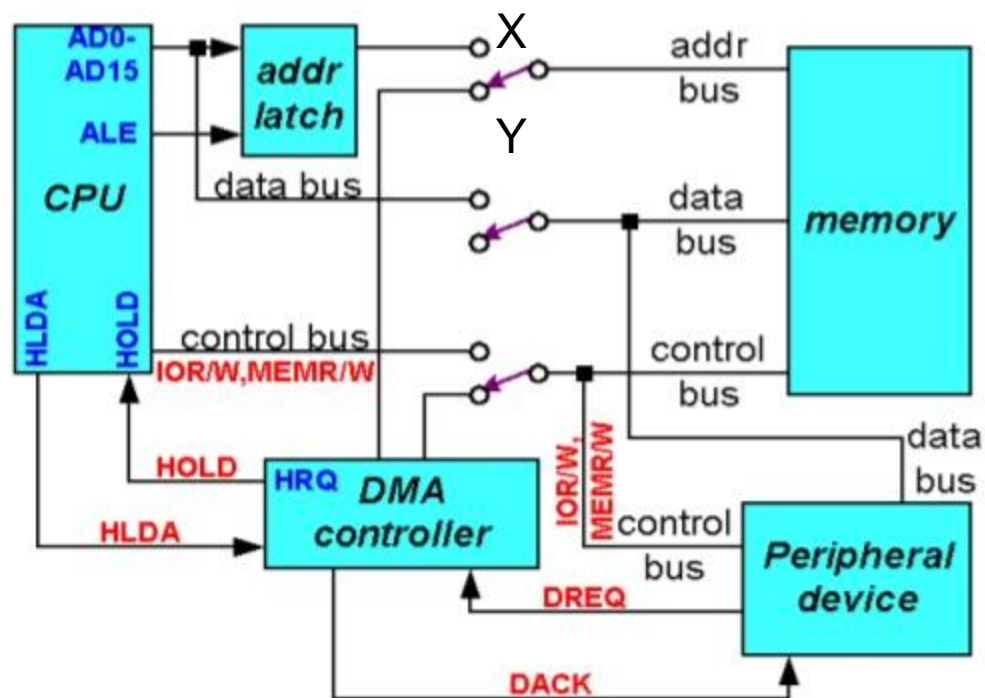 AD0-
AD15
ALE
CPU
HLDA
HOLD
addr
latch
X
Y
addr
bus
data bus
data
bus
memory
control bus
IOR/W,MEMR/W
control
bus
HOLD
HRQ
DMA
controller
HLDA
IOR/W,
MEMR/W
data
bus
control
bus
Peripheral
device
DREQ
DACK